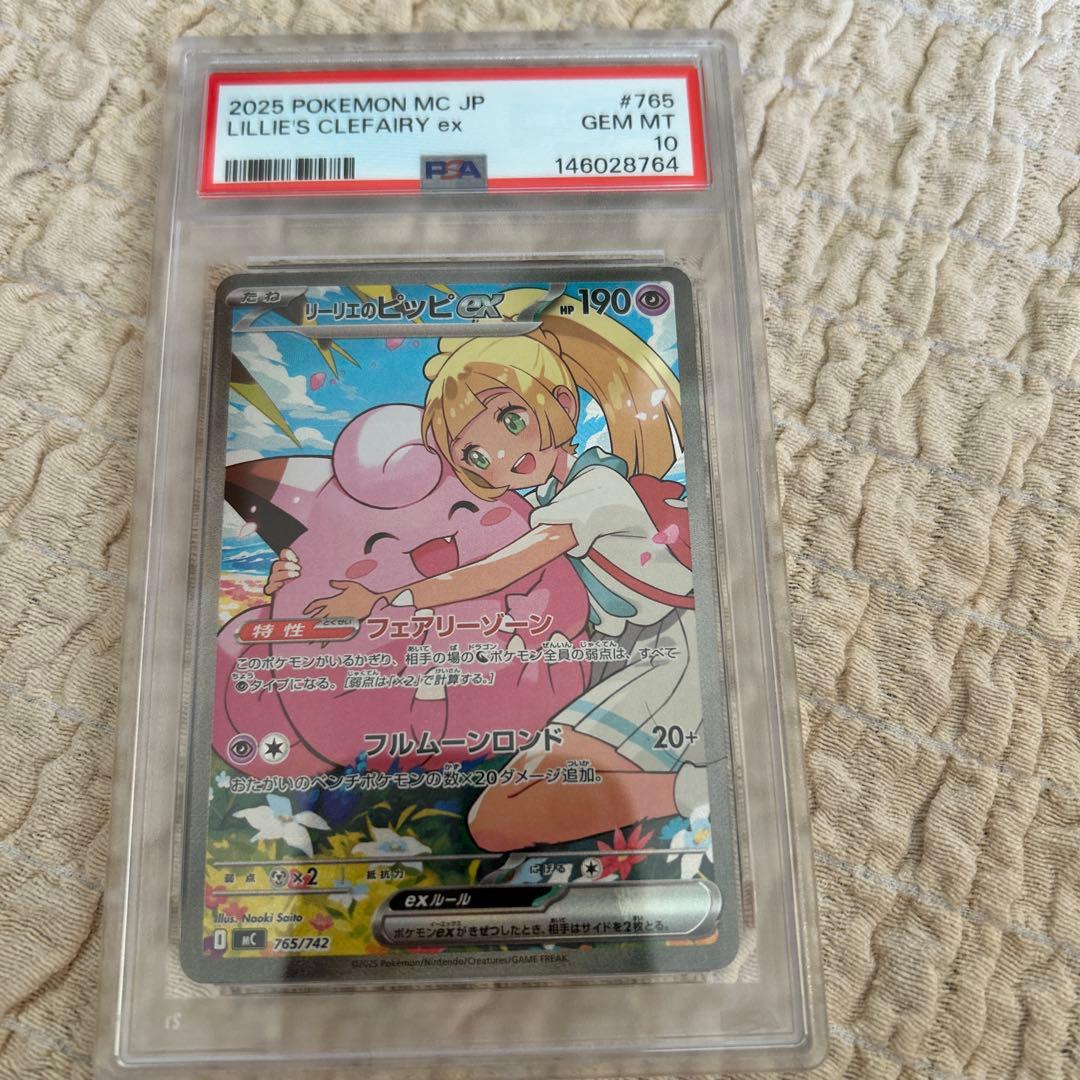 2025 POKEMON MC JP #765
LILLIE'S CLEFAIRY ex GEM MT
10
PSA 146028764
たね リーリエのピッピex HP 190
特性 とくせい フェアリーゾーン
このポケモンがいるかぎり、相手の場のポケモン全員の弱点は、すべて
タイプになる。[弱点は「×2」で計算する。]
フルムーンロンド 20+
おたがいのベンチポケモンの数×20ダメージ追加。
弱点 ×2 抵抗力 にげる
exルール
ポケモンexがきぜつしたとき、相手はサイドを2枚とる。
Illus. Naoki Saito
D MC 765/742
©2025 Pokémon/Nintendo/Creatures/GAME FREAK.